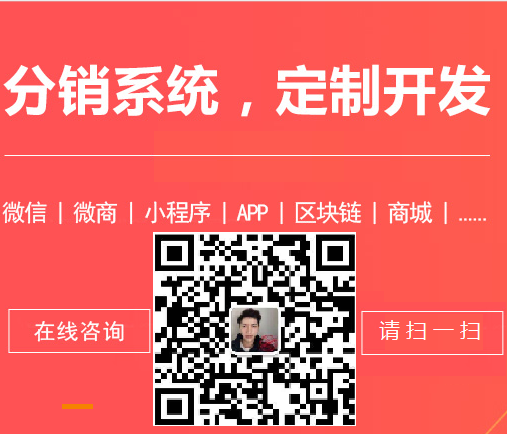 分销系统，定制开发
微信 | 微商 | 小程序 | APP | 区块链 | 商城 | ......
在线咨询
请扫一扫